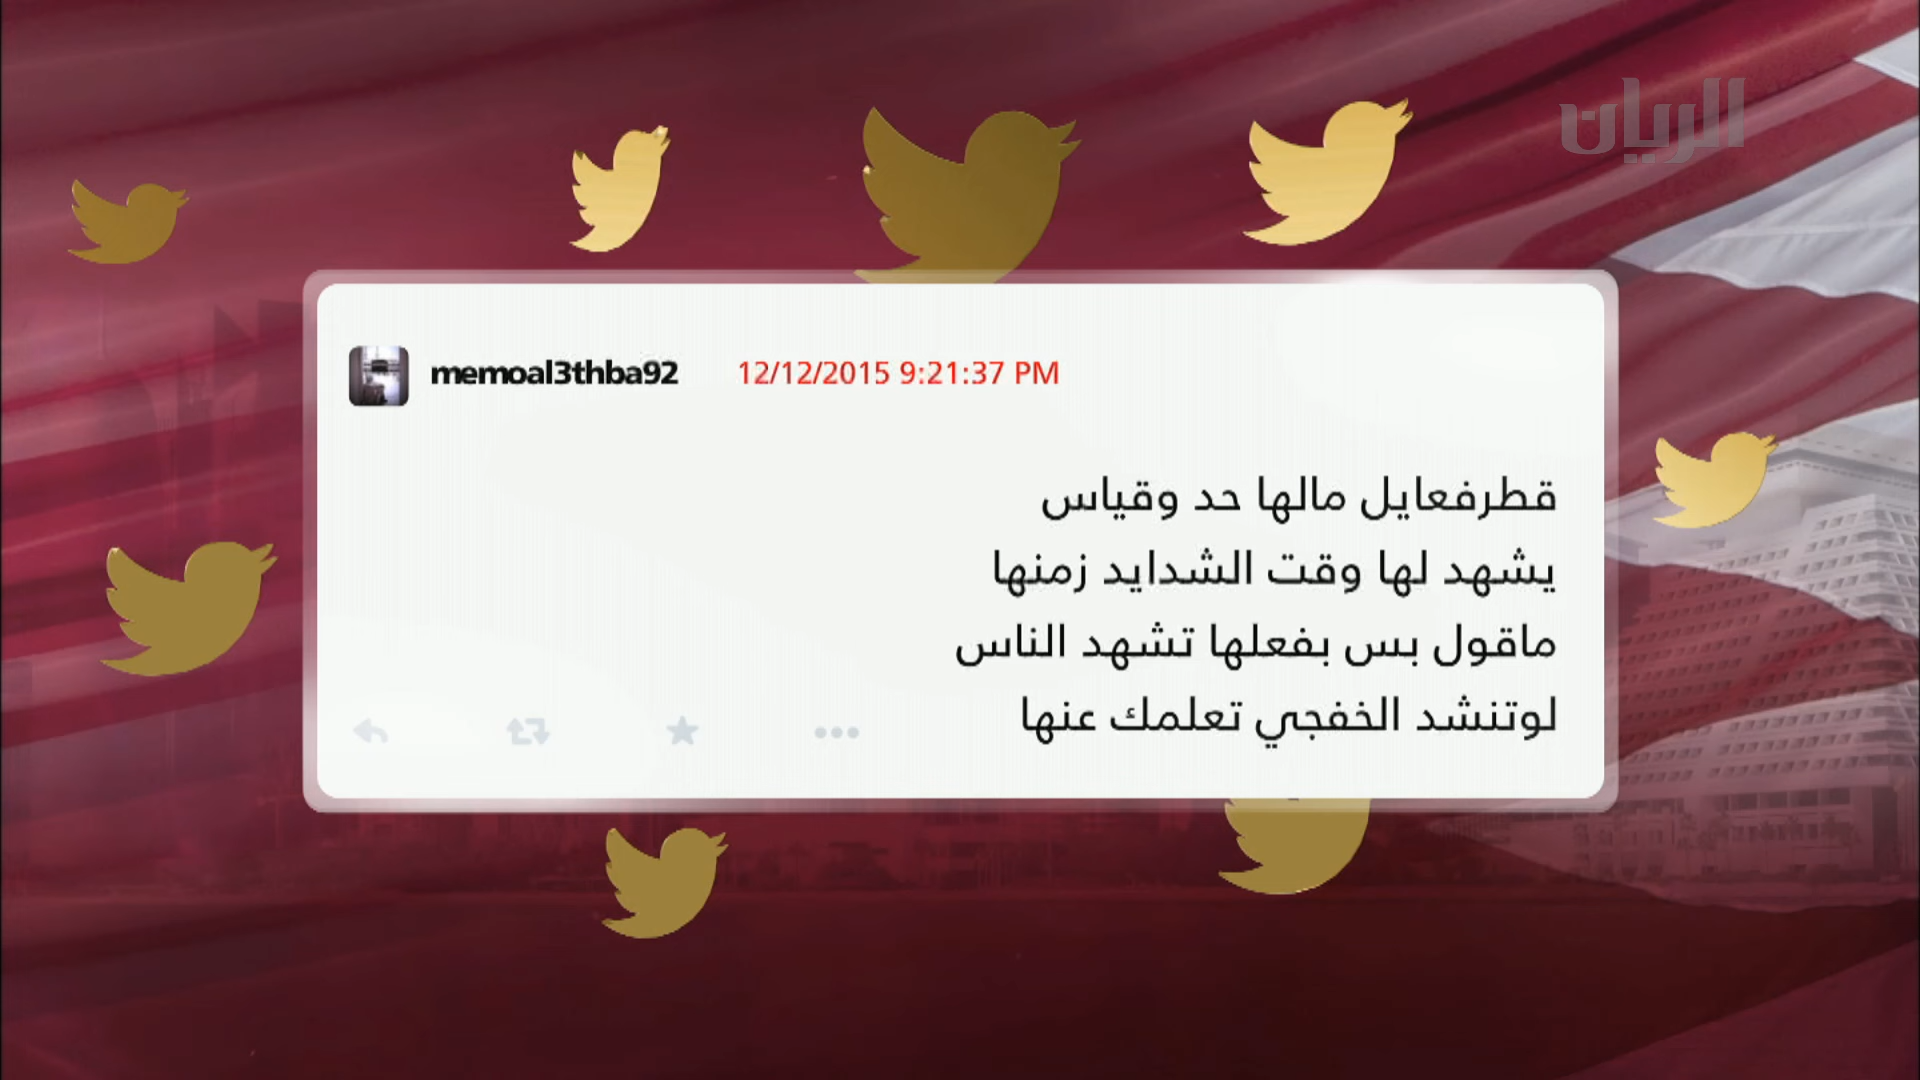 الريان
memoal3thba92 12/12/2015 9:21:37 PM
قطرفعايل مالها حد وقياس
يشهد لها وقت الشدايد زمنها
ماقول بس بفعلها تشهد الناس
لوتنشد الخفجي تعلمك عنها